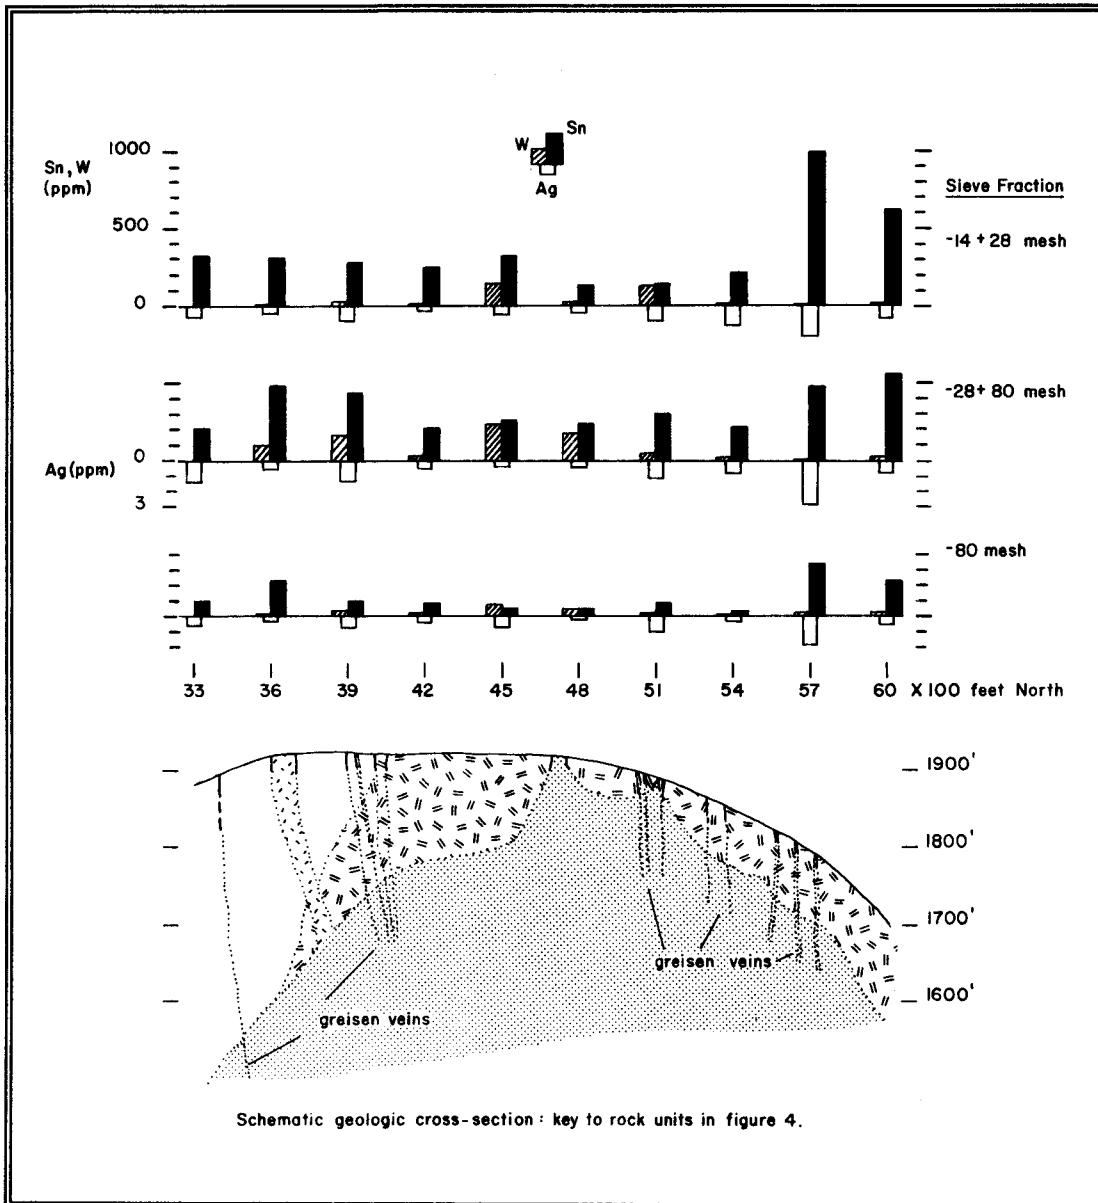 Sn
W
Ag
Sn, W
(ppm)
1000
500
0
Sieve Fraction
-14 +28 mesh
-28+ 80 mesh
0
Ag (ppm)
3
-80 mesh
33 36 39 42 45 48 51 54 57 60 X 100 feet North
1900'
1800'
1700'
1600'
greisen veins
greisen veins
Schematic geologic cross-section : key to rock units in figure 4.